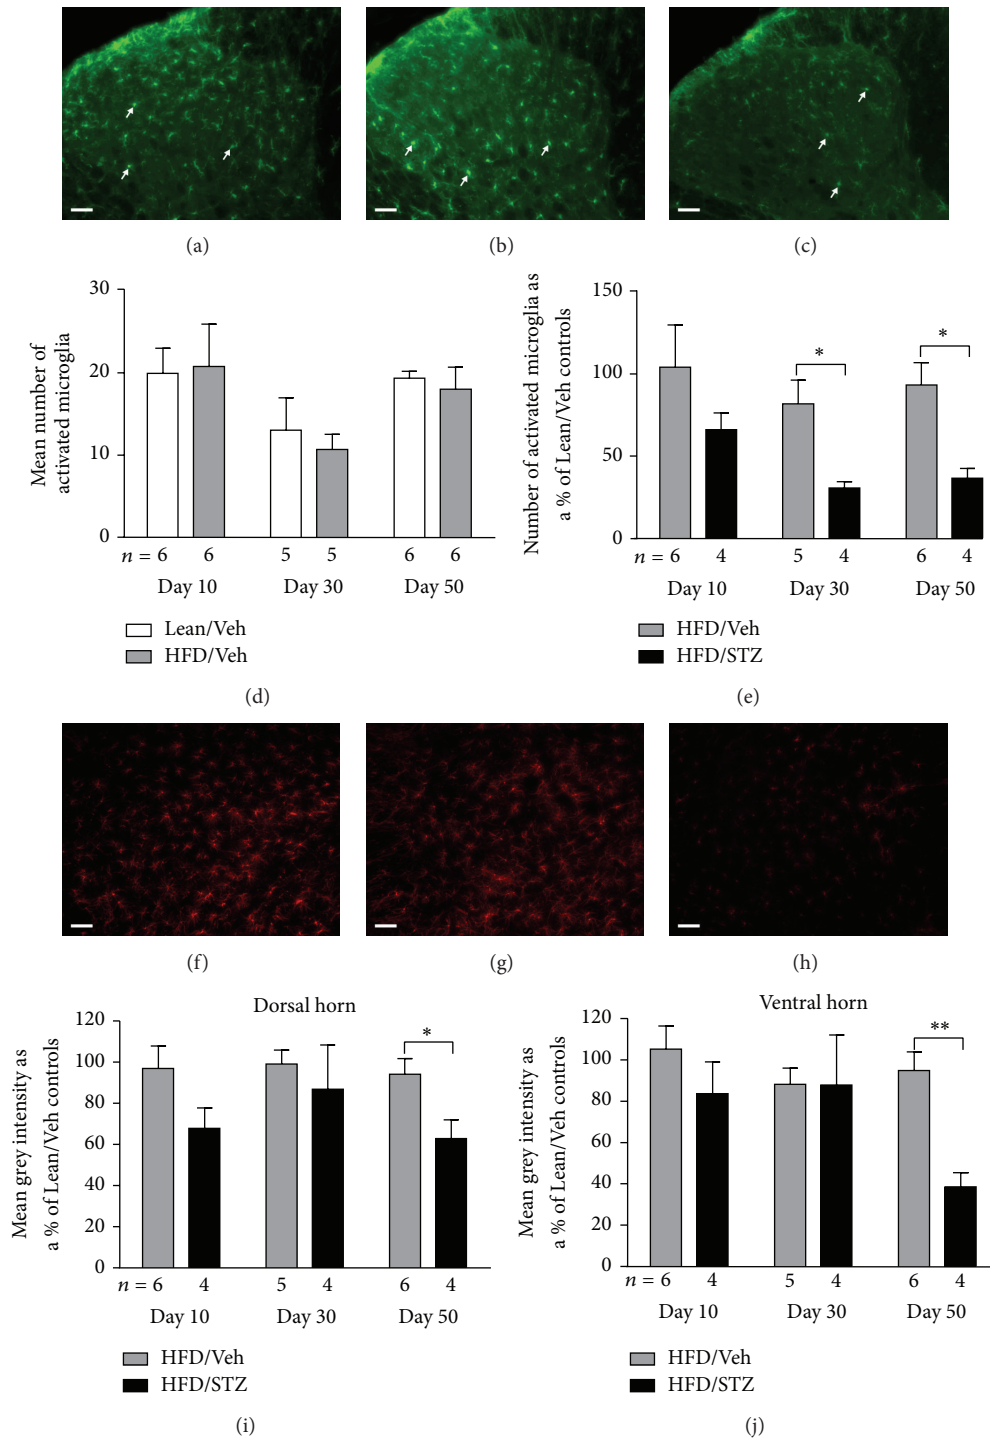 (a)
(b)
(c)
Mean number of
activated microglia
30
20
10
0
n = 6 6 5 5 6 6
Day 10 Day 30 Day 50
Lean/Veh
HFD/Veh
(d)
Number of activated microglia as
a % of Lean/Veh controls
150
100
50
0
* *
n = 6 4 5 4 6 4
Day 10 Day 30 Day 50
HFD/Veh
HFD/STZ
(e)
(f)
(g)
(h)
Dorsal horn
Mean grey intensity as
a % of Lean/Veh controls
120
100
80
60
40
20
0
*
n = 6 4 5 4 6 4
Day 10 Day 30 Day 50
HFD/Veh
HFD/STZ
(i)
Ventral horn
Mean grey intensity as
a % of Lean/Veh controls
120
100
80
60
40
20
0
**
n = 6 4 5 4 6 4
Day 10 Day 30 Day 50
HFD/Veh
HFD/STZ
(j)